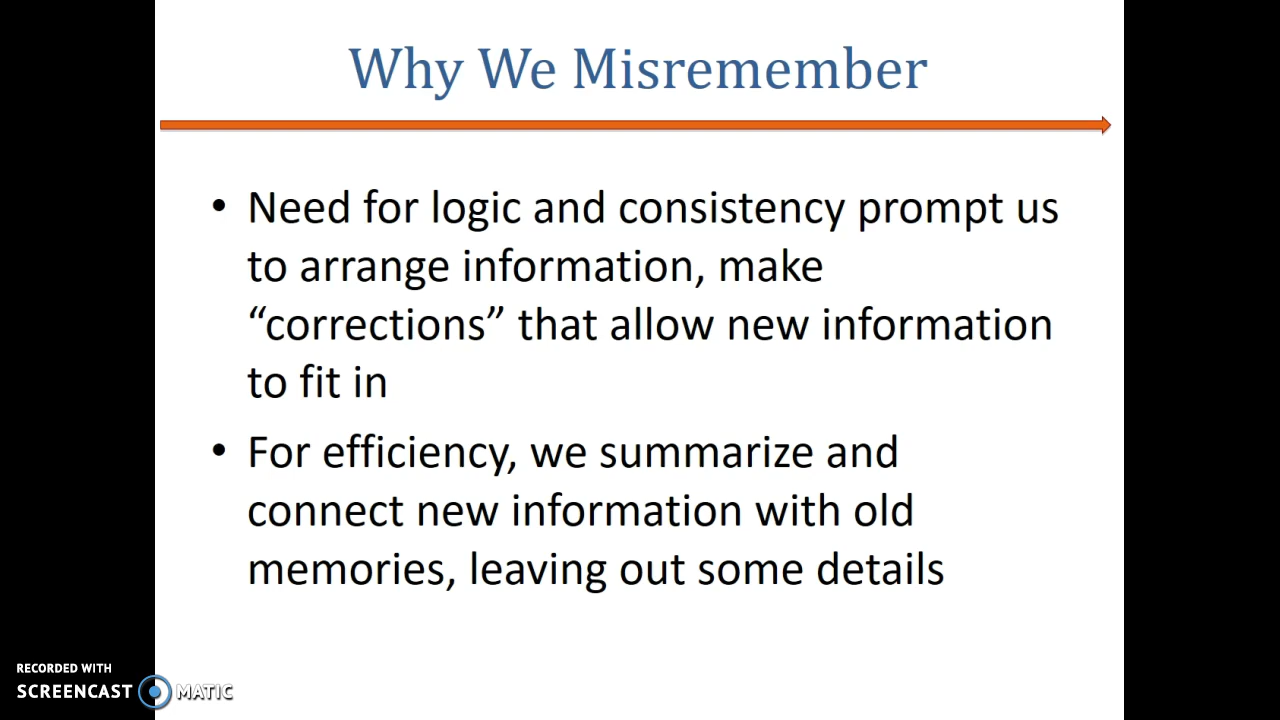 Why We Misremember
• Need for logic and consistency prompt us
to arrange information, make
“corrections” that allow new information
to fit in
• For efficiency, we summarize and
connect new information with old
memories, leaving out some details
RECORDED WITH
SCREENCAST MATIC